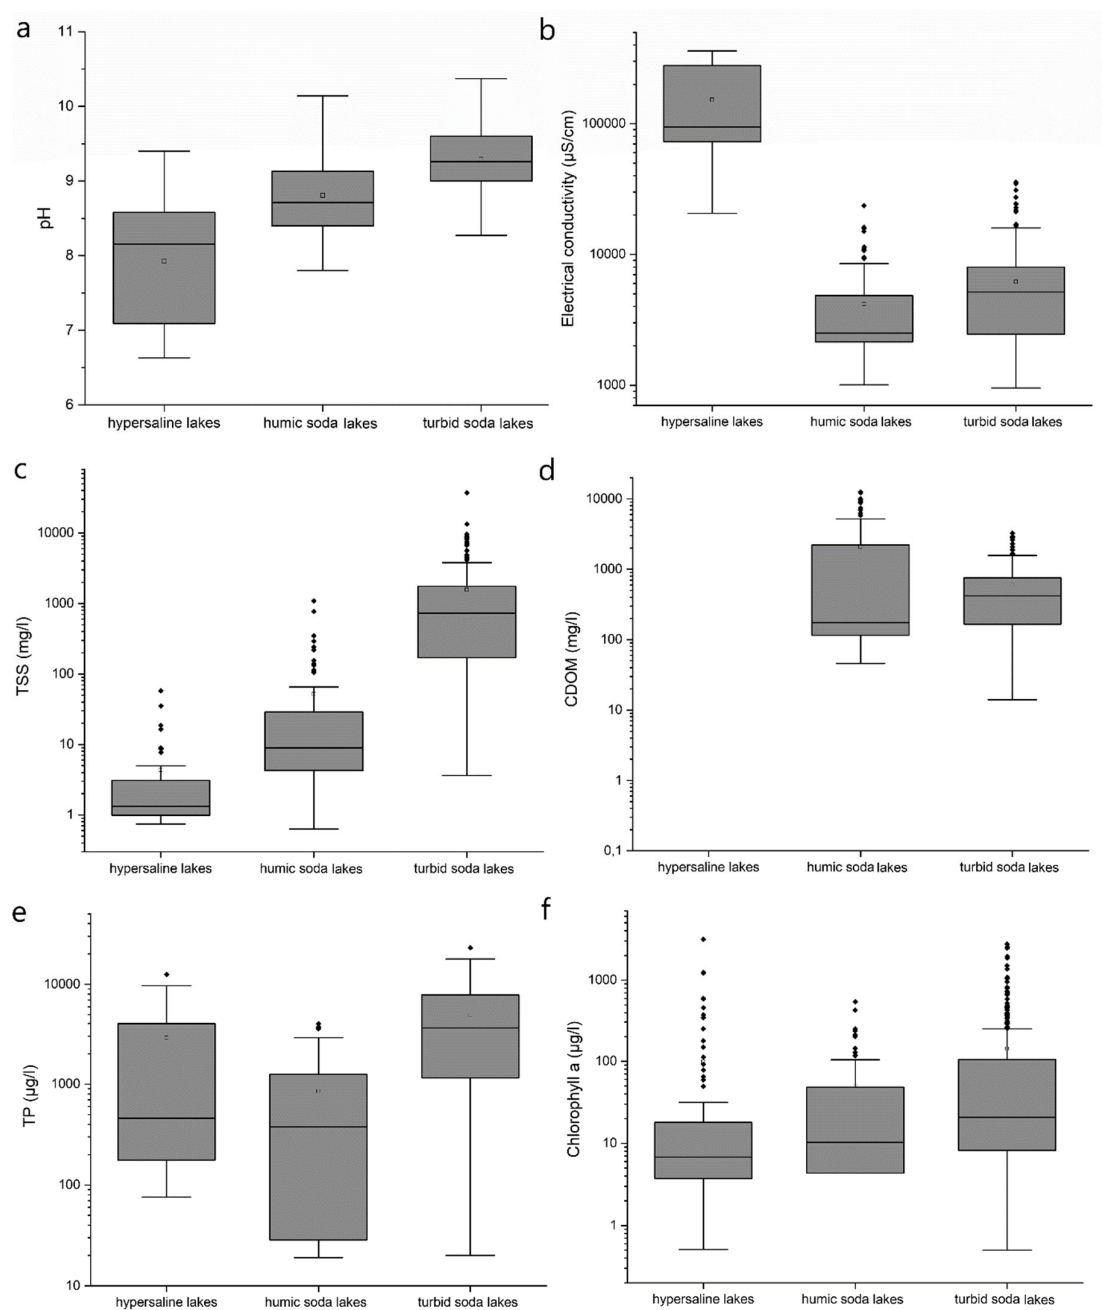 a
11
10
9
8
7
6
pH
hypersaline lakes
humic soda lakes
turbid soda lakes
b
100000
10000
1000
Electrical conductivity (µS/cm)
hypersaline lakes
humic soda lakes
turbid soda lakes
c
10000
1000
100
10
1
TSS (mg/l)
hypersaline lakes
humic soda lakes
turbid soda lakes
d
10000
1000
100
10
1
0,1
CDOM (mg/l)
hypersaline lakes
humic soda lakes
turbid soda lakes
e
10000
1000
100
10
TP (µg/l)
hypersaline lakes
humic soda lakes
turbid soda lakes
f
1000
100
10
1
Chlorophyll a (µg/l)
hypersaline lakes
humic soda lakes
turbid soda lakes